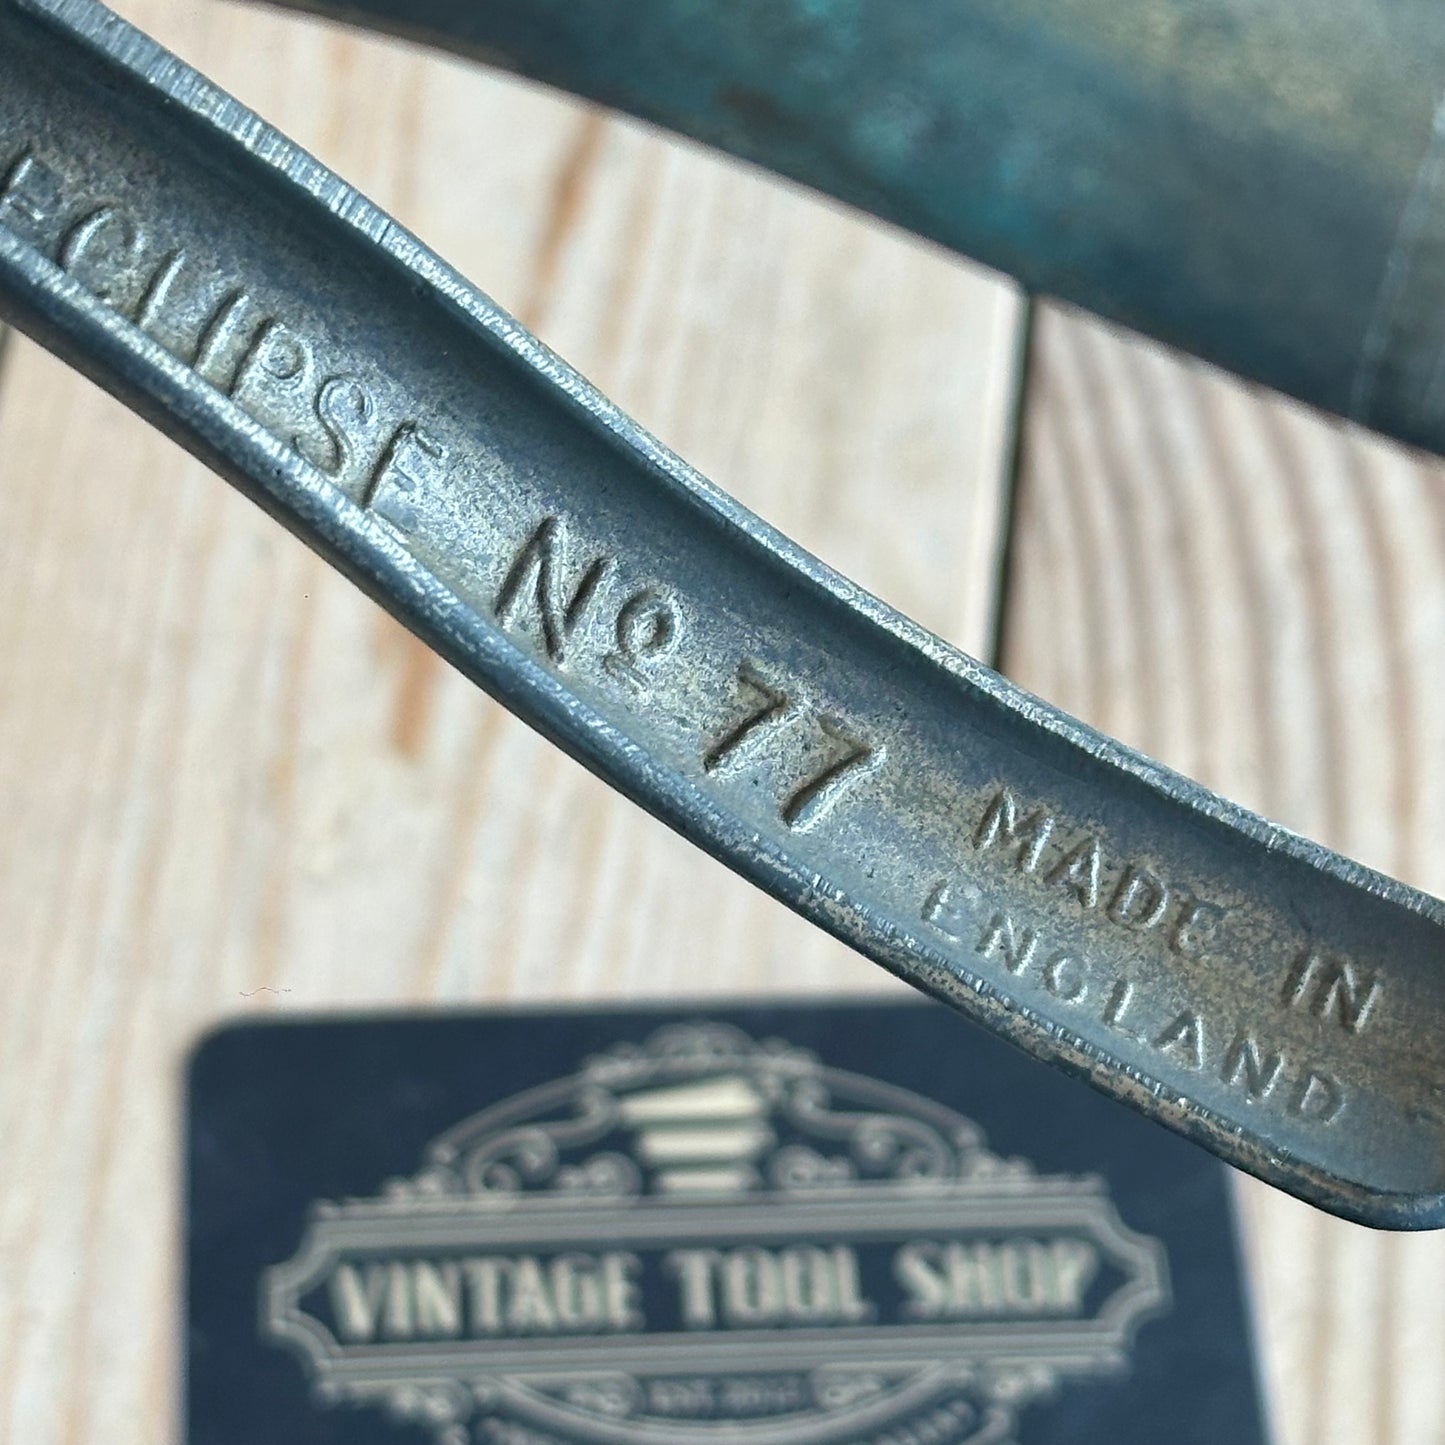 ECLIPSE Nº 77 MADE IN
ENGLAND
VINTAGE TOOL SHOP